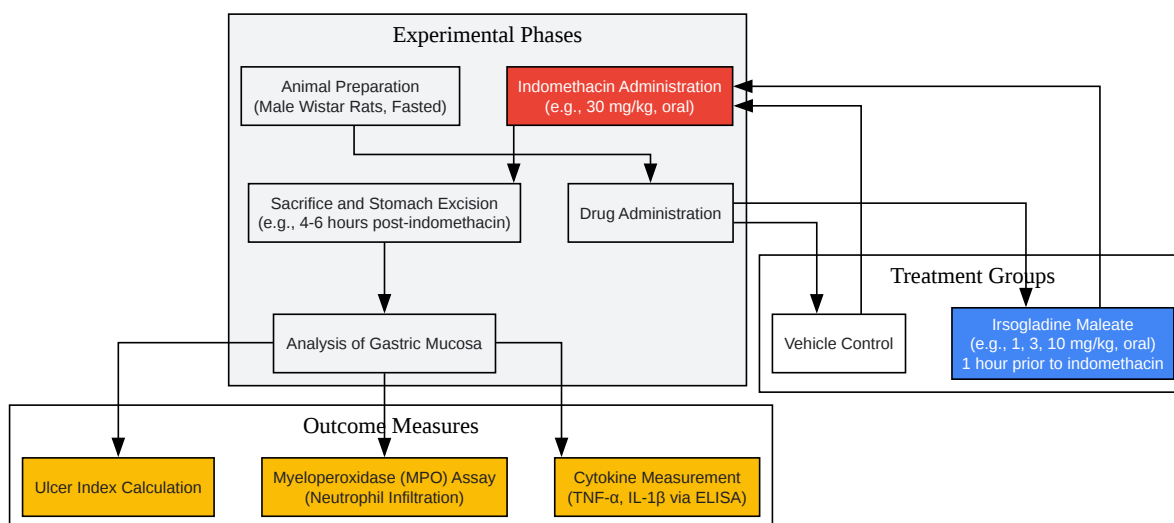 Experimental Phases
Animal Preparation
(Male Wistar Rats, Fasted)
Indomethacin Administration
(e.g., 30 mg/kg, oral)
Sacrifice and Stomach Excision
(e.g., 4-6 hours post-indomethacin)
Drug Administration
Treatment Groups
Analysis of Gastric Mucosa
Vehicle Control
Irsogladine Maleate
(e.g., 1, 3, 10 mg/kg, oral)
1 hour prior to indomethacin
Outcome Measures
Ulcer Index Calculation
Myeloperoxidase (MPO) Assay
(Neutrophil Infiltration)
Cytokine Measurement
(TNF-α, IL-1β via ELISA)